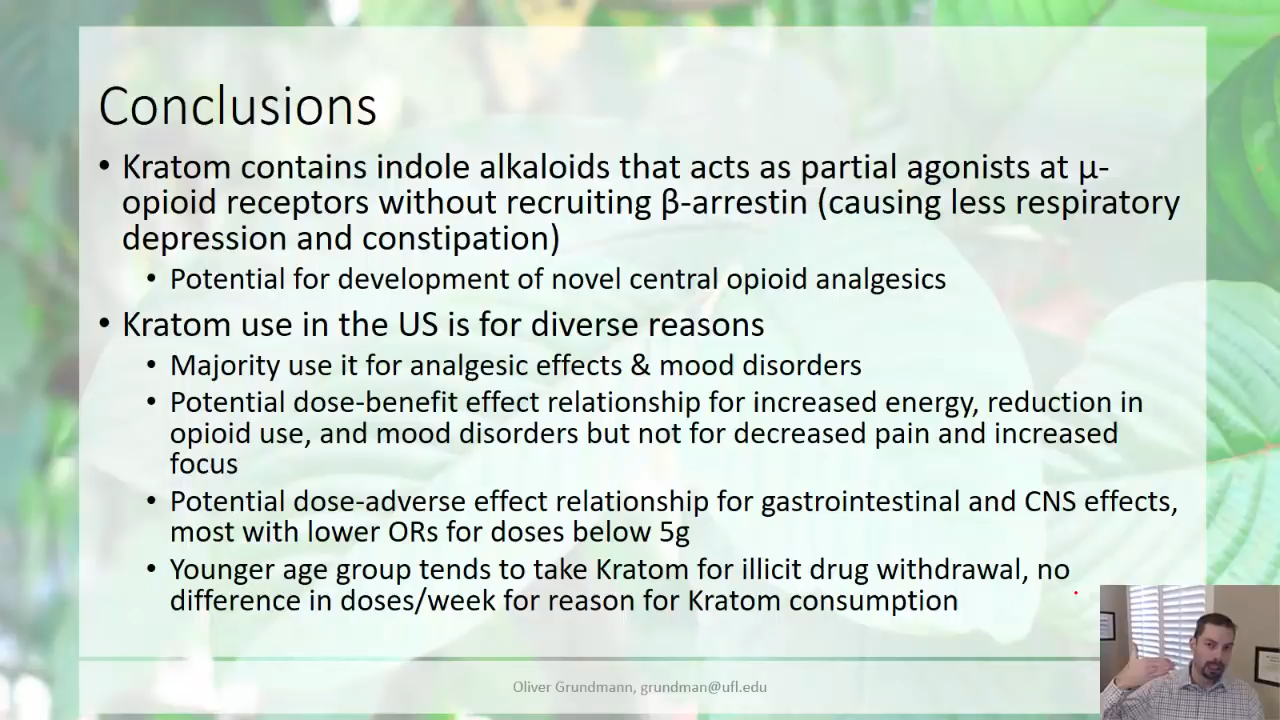 Conclusions
• Kratom contains indole alkaloids that acts as partial agonists at μ-
opioid receptors without recruiting β-arrestin (causing less respiratory
depression and constipation)
• Potential for development of novel central opioid analgesics
• Kratom use in the US is for diverse reasons
• Majority use it for analgesic effects & mood disorders
• Potential dose-benefit effect relationship for increased energy, reduction in
opioid use, and mood disorders but not for decreased pain and increased
focus
• Potential dose-adverse effect relationship for gastrointestinal and CNS effects,
most with lower ORs for doses below 5g
• Younger age group tends to take Kratom for illicit drug withdrawal, no
difference in doses/week for reason for Kratom consumption
Oliver Grundmann, grundman@ufl.edu